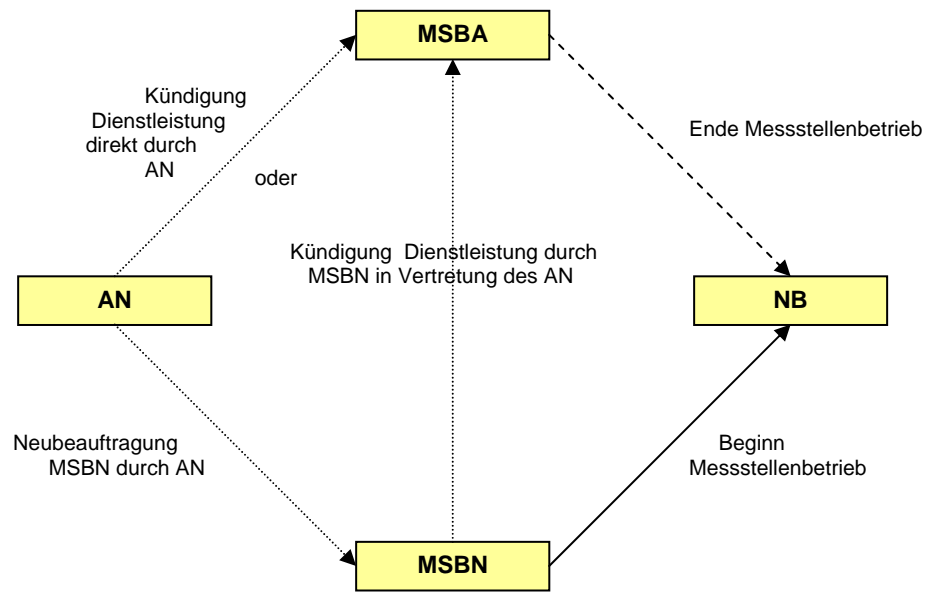 MSBA
Kündigung
Dienstleistung
direkt durch
AN
oder
Ende Messstellenbetrieb
Kündigung Dienstleistung durch
MSBN in Vertretung des AN
AN
NB
Neubeauftragung
MSBN durch AN
Beginn
Messstellenbetrieb
MSBN